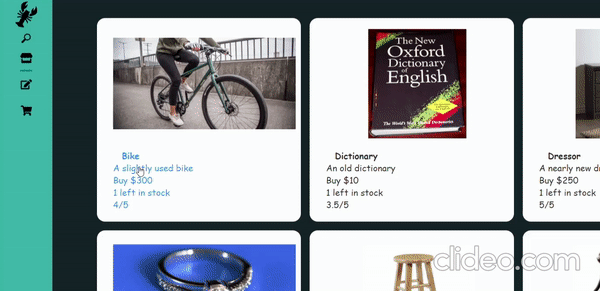 The New
Oxford
Dictionary
of
English
The World's Most Trusted Dictionaries
Bike
A slightly used bike
Buy $300
1 left in stock
4/5
Dictionary
An old dictionary
Buy $10
1 left in stock
3.5/5
Dressor
A nearly new
Buy $250
1 left in stock
5/5
clideo.com